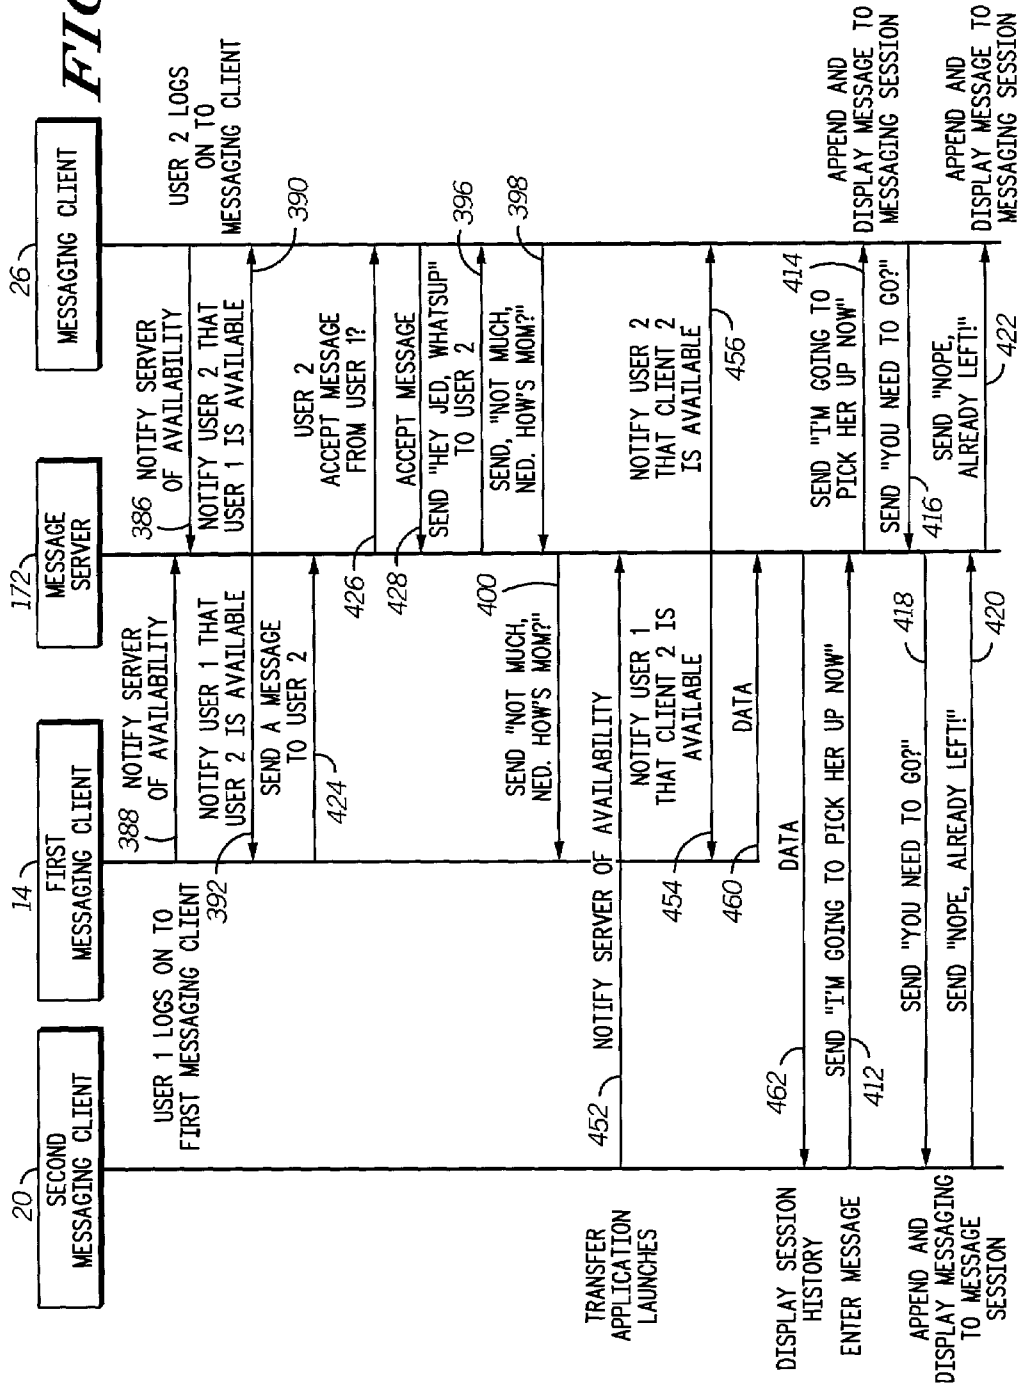 FIG
20
SECOND
MESSAGING CLIENT
14
FIRST
MESSAGING CLIENT
172
MESSAGE
SERVER
26
MESSAGING CLIENT
USER 1 LOGS ON TO
FIRST MESSAGING CLIENT
388
NOTIFY SERVER
OF AVAILABILITY
386
NOTIFY SERVER
OF AVAILABILITY
USER 2 LOGS
ON TO
MESSAGING CLIENT
392
NOTIFY USER 1 THAT
USER 2 IS AVAILABLE
NOTIFY USER 2 THAT
USER 1 IS AVAILABLE
390
SEND A MESSAGE
TO USER 2
424
USER 2
ACCEPT MESSAGE
FROM USER 1?
426
ACCEPT MESSAGE
428
SEND "HEY JED, WHATSUP"
TO USER 2
396
SEND, "NOT MUCH,
NED. HOW'S MOM?"
398
400
SEND "NOT MUCH,
NED. HOW'S MOM?"
TRANSFER
APPLICATION
LAUNCHES
452
NOTIFY SERVER OF AVAILABILITY
NOTIFY USER 1
THAT CLIENT 2 IS
AVAILABLE
454
NOTIFY USER 2
THAT CLIENT 2
IS AVAILABLE
456
460
DATA
DISPLAY SESSION
HISTORY
462
DATA
ENTER MESSAGE
412
SEND "I'M GOING TO PICK HER UP NOW"
SEND "I'M GOING TO
PICK HER UP NOW"
414
APPEND AND
DISPLAY MESSAGE TO
MESSAGING SESSION
SEND "YOU NEED TO GO?"
416
SEND "YOU NEED TO GO?"
418
APPEND AND
DISPLAY MESSAGING
TO MESSAGE
SESSION
SEND "NOPE, ALREADY LEFT!"
420
SEND "NOPE,
ALREADY LEFT!"
422
APPEND AND
DISPLAY MESSAGE TO
MESSAGING SESSION